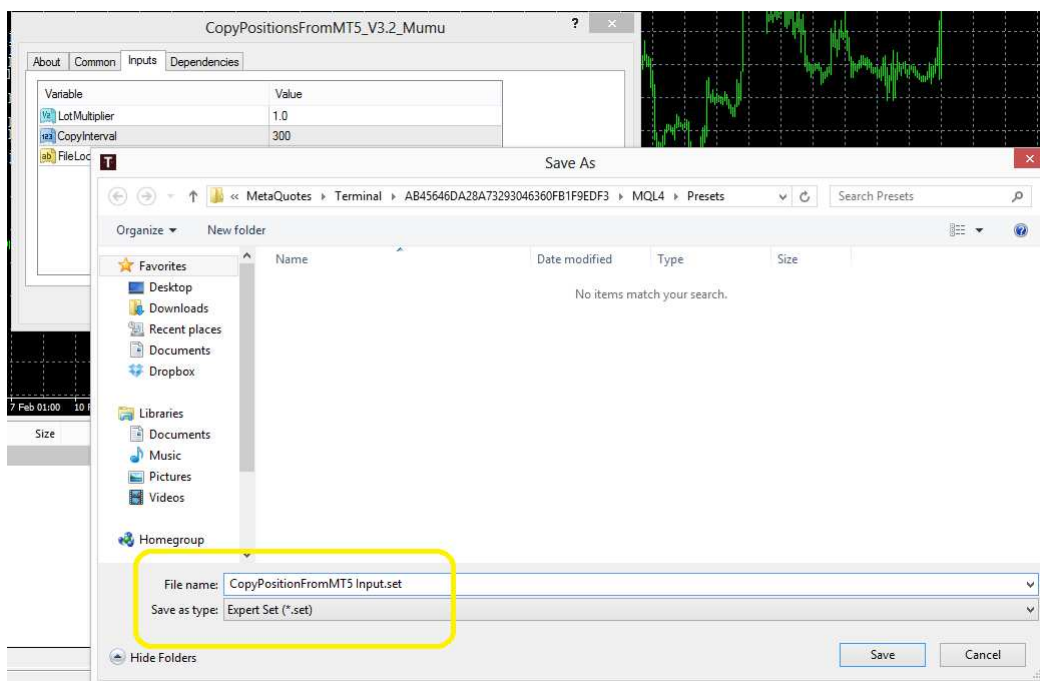 CopyPositionsFromMT5_V3.2_Mumu
?
About Common Inputs Dependencies
Variable Value
LotMultiplier 1.0
CopyInterval 300
FileLoc
T Save As
« MetaQuotes Terminal AB45646DA28A73293046360FB1F9EDF3 MQL4 Presets Search Presets
Organize New folder
Favorites Name Date modified Type Size
Desktop No items match your search.
Downloads
Recent places
Documents
Dropbox
7 Feb 01:00 10
Libraries
Size Documents
Music
Pictures
Videos
Homegroup
File name: CopyPositionFromMT5 Input.set
Save as type: Expert Set (*.set)
Hide Folders Save Cancel